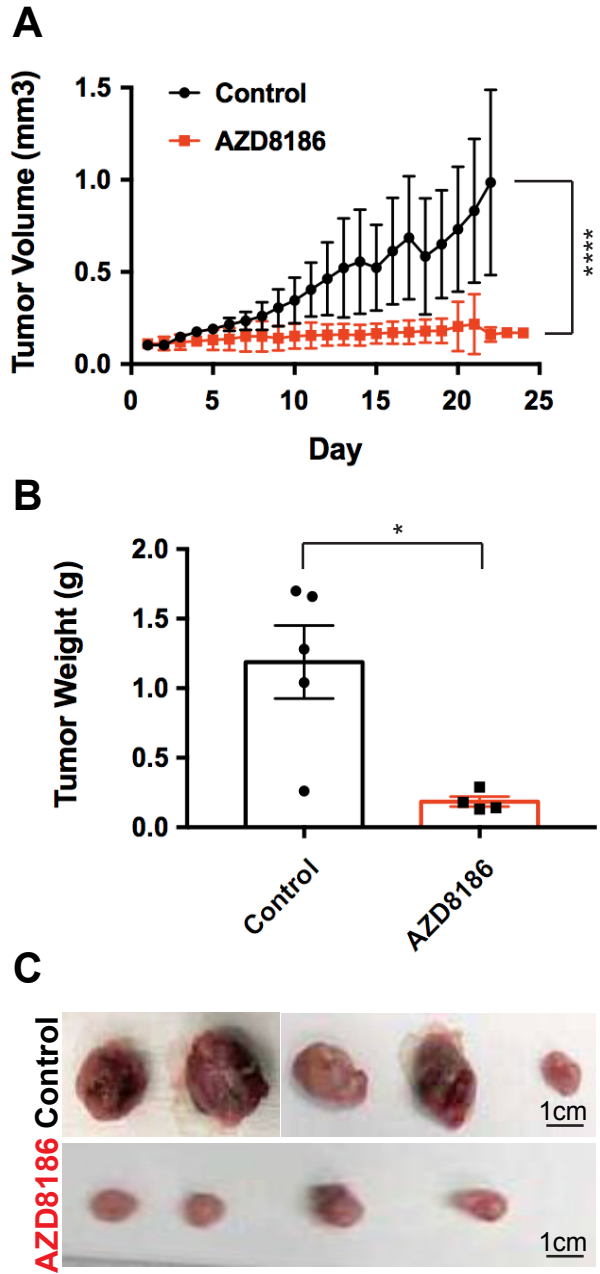 A
Tumor Volume (mm3)
1.5
1.0
0.5
0.0
Control
AZD8186
****
0 5 10 15 20 25
Day
B
Tumor Weight (g)
2.0
1.5
1.0
0.5
0.0
*
Control
AZD8186
C
Control
1cm
AZD8186
1cm